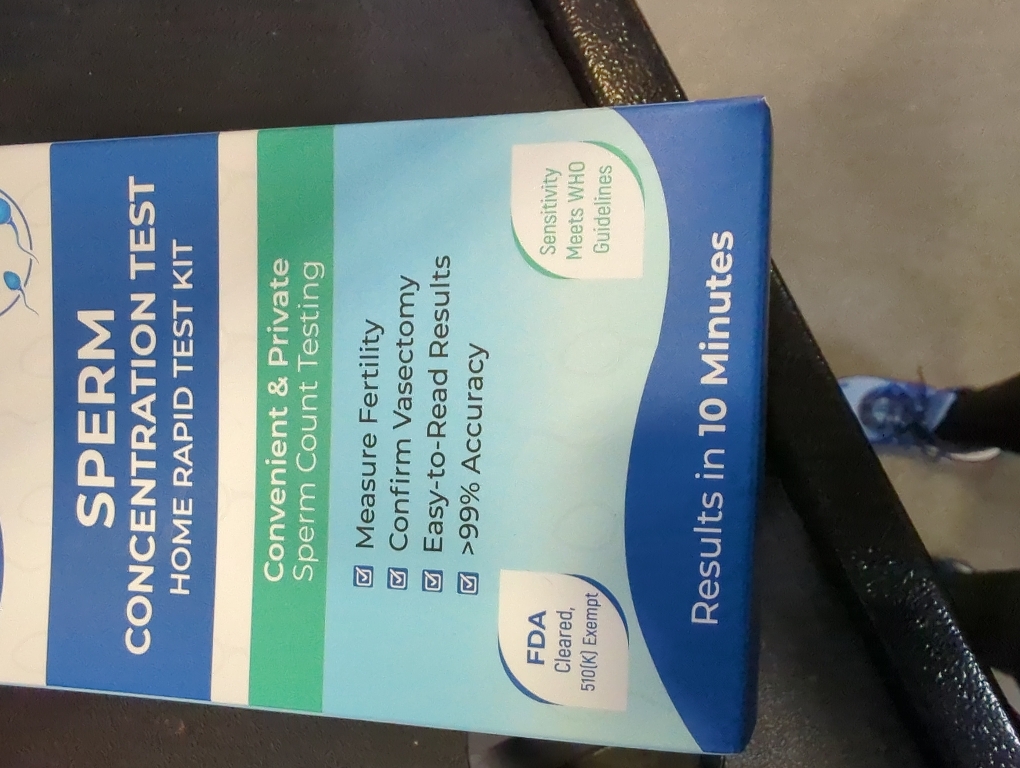 SPERM
CONCENTRATION TEST
HOME RAPID TEST KIT
Convenient & Private
Sperm Count Testing
Measure Fertility
Confirm Vasectomy
Easy-to-Read Results
>99% Accuracy
FDA
Cleared,
510(K) Exempt
Sensitivity
Meets WHO
Guidelines
Results in 10 Minutes